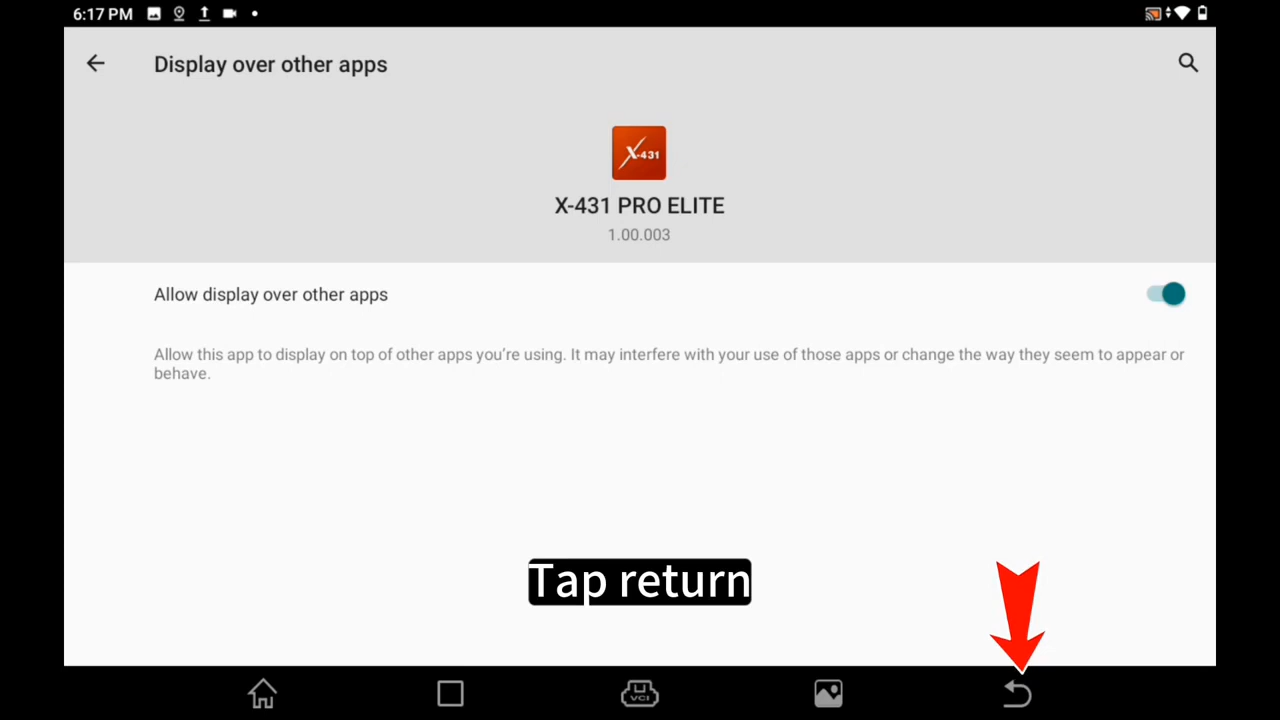 6:17 PM
Display over other apps
X-431
X-431 PRO ELITE
1.00.003
Allow display over other apps
Allow this app to display on top of other apps you're using. It may interfere with your use of those apps or change the way they seem to appear or
behave.
Tap return
VCI